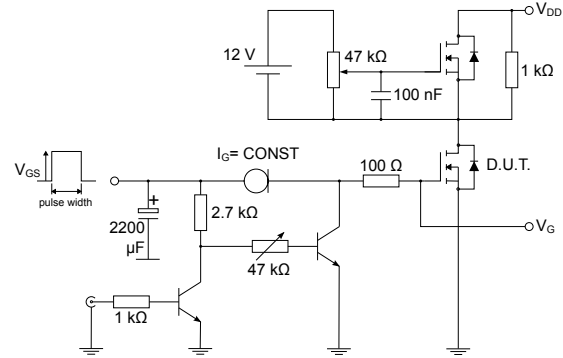 V_DD
12 V
47 kΩ
1 kΩ
100 nF
I_G= CONST
100 Ω
D.U.T.
V_GS
pulse width
+
2200
μF
2.7 kΩ
47 kΩ
V_G
1 kΩ